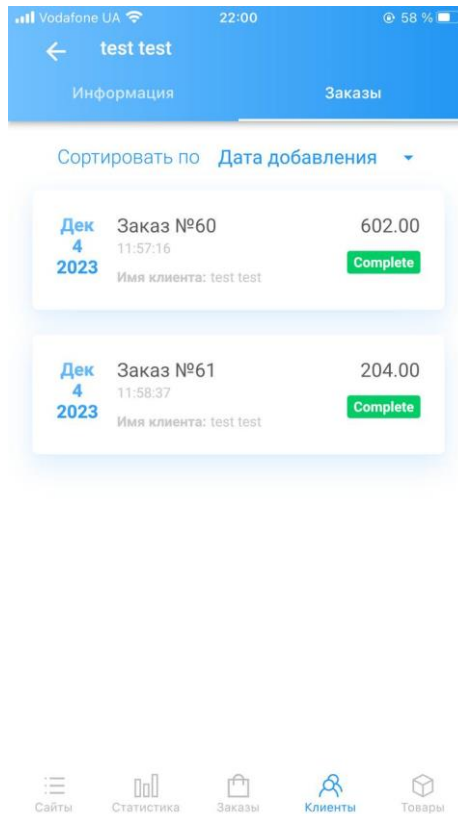 Vodafone UA 22:00 58 %
test test
Информация Заказы
Сортировать по Дата добавления
Дек
4
2023
Заказ №60
11:57:16
Имя клиента: test test
602.00
Complete
Дек
4
2023
Заказ №61
11:58:37
Имя клиента: test test
204.00
Complete
Сайты Статистика Заказы Клиенты Товары